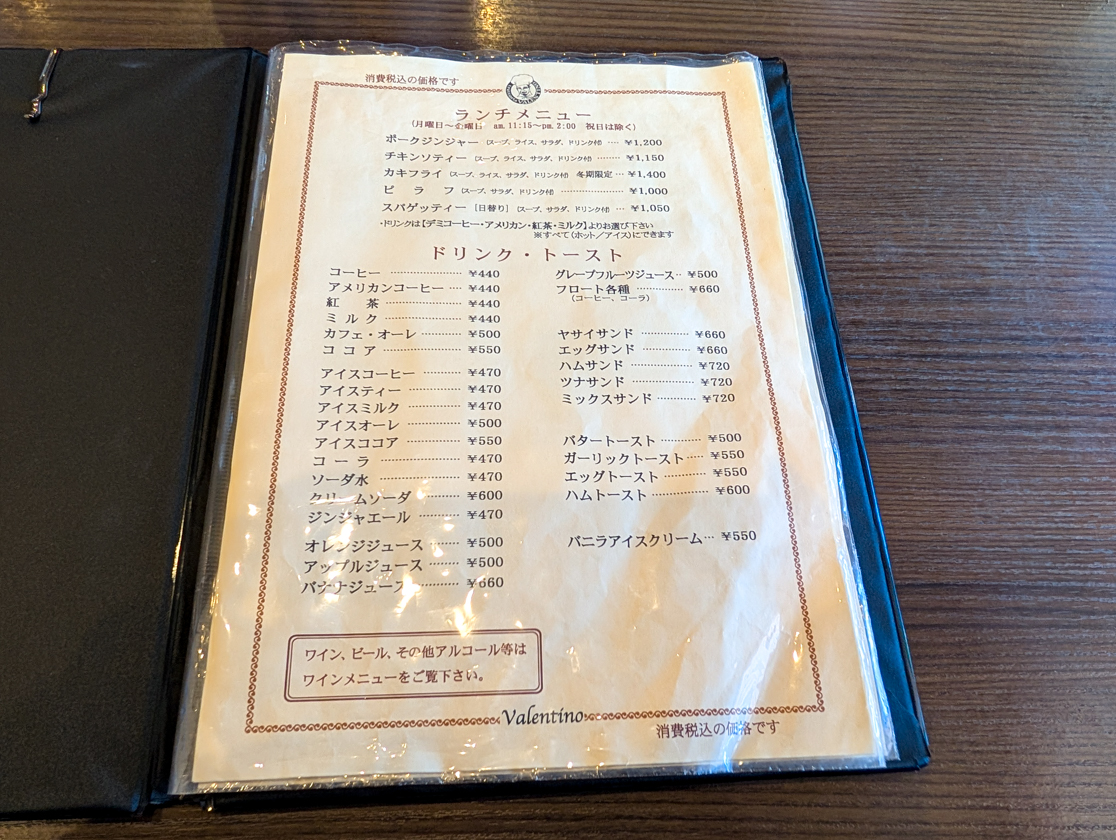 消費税込の価格です
ランチメニュー
(月曜日〜金曜日 am.11:15〜pm.2:00 祝日は除く)
ポークジンジャー (スープ、ライス、サラダ、ドリンク付) ···· ¥1,200
チキンソティー (スープ、ライス、サラダ、ドリンク付) ········ ¥1,150
カキフライ (スープ、ライス、サラダ、ドリンク付) 冬期限定 ··· ¥1,400
ピラフ (スープ、サラダ、ドリンク付) ······················ ¥1,000
スパゲッティー [日替り] (スープ、サラダ、ドリンク付) ··· ¥1,050
・ドリンクは【デミコーヒー・アメリカン・紅茶・ミルク】よりお選び下さい
※すべて(ホット/アイス)にできます
ドリンク・トースト
コーヒー ···················· ¥440
アメリカンコーヒー ···· ¥440
紅茶 ······················ ¥440
ミルク ······················ ¥440
カフェ・オーレ ·············· ¥500
ココア ······················ ¥550
アイスコーヒー ·············· ¥470
アイスティー ················ ¥470
アイスミルク ················ ¥470
アイスオーレ ················ ¥500
アイスココア ················ ¥550
コーラ ······················ ¥470
ソーダ水 ···················· ¥470
クリームソーダ ·············· ¥600
ジンジャエール ·············· ¥470
オレンジジュース ········ ¥500
アップルジュース ········ ¥500
バナナジュース ············ ¥660
グレープフルーツジュース·· ¥500
フロート各種 ················ ¥660
(コーヒー、コーラ)
ヤサイサンド ················ ¥660
エッグサンド ················ ¥660
ハムサンド ·················· ¥720
ツナサンド ·················· ¥720
ミックスサンド ············ ¥720
バタートースト ············ ¥500
ガーリックトースト····· ¥550
エッグトースト ············ ¥550
ハムトースト ·············· ¥600
バニラアイスクリーム··· ¥550
ワイン、ビール、その他アルコール等は
ワインメニューをご覧下さい。
Valentino
消費税込の価格です